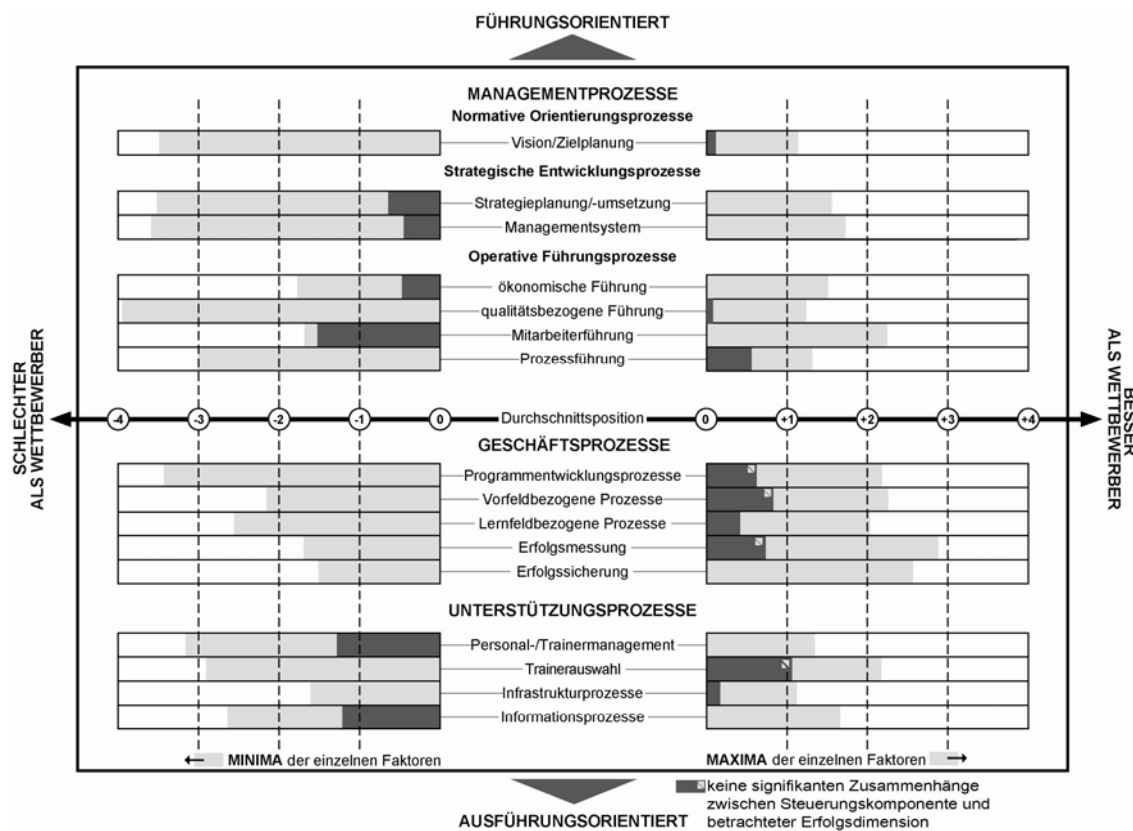 FÜHRUNGSORIENTIERT
MANAGEMENTPROZESSE
Normative Orientierungsprozesse
Vision/Zielplanung
Strategische Entwicklungsprozesse
Strategieplanung/-umsetzung
Managementsystem
Operative Führungsprozesse
ökonomische Führung
qualitätsbezogene Führung
Mitarbeiterführung
Prozessführung
SCHLECHTER
ALS WETTBEWERBER
-4 -3 -2 -1 0 Durchschnittsposition 0 +1 +2 +3 +4
BESSER
ALS WETTBEWERBER
GESCHÄFTSPROZESSE
Programmentwicklungsprozesse
Vorfeldbezogene Prozesse
Lernfeldbezogene Prozesse
Erfolgsmessung
Erfolgssicherung
UNTERSTÜTZUNGSPROZESSE
Personal-/Trainermanagement
Trainerauswahl
Infrastrukturprozesse
Informationsprozesse
MINIMA der einzelnen Faktoren
MAXIMA der einzelnen Faktoren
keine signifikanten Zusammenhänge
zwischen Steuerungskomponente und
betrachteter Erfolgsdimension
AUSFÜHRUNGSORIENTIERT